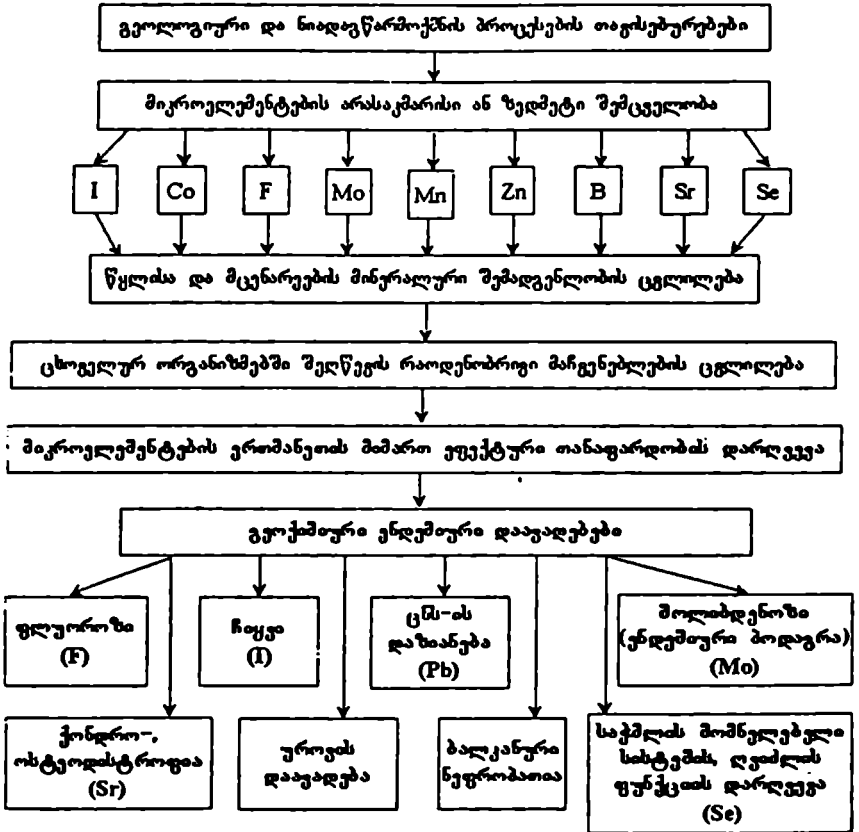 გეოლოგიური და ნიადაგწარმოქმნის პროცესების თავისებურებები
მიკროელემენტების არასაკმარისი ან ზედმეტი შემცველობა
I
Co
F
Mo
Mn
Zn
B
Sr
Se
წყლისა და მცენარეების მინერალური შემადგენლობის ცვლილება
ცხოველურ ორგანიზმებში შეღწევის რაოდენობრივი მაჩვენებლების ცვლილება
მიკროელემენტების ერთმანეთის მიმართ ეფექტური თანაფარდობის დარღვევა
გეოქიმიური ენდემური დაავადებები
ფლუოროზი
(F)
ჩიყვი
(I)
ცნს-ის
დაზიანება
(Pb)
მოლიბდენოზი
(ენდემიური პოდაგრა)
(Mo)
ქონდრო-,
ოსტეოდისტროფია
(Sr)
უროვის
დაავადება
ბალკანური
ნეფროპათია
საჭმლის მომნელებელი
სისტემის, ღვიძლის
ფუნქციის დარღვევა
(Se)